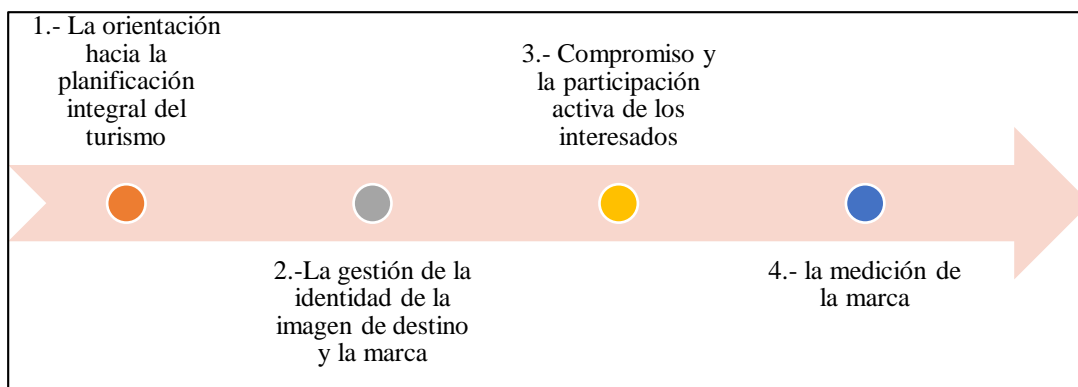 1.- La orientación
hacia la
planificación
integral del
turismo
2.-La gestión de la
identidad de la
imagen de destino
y la marca
3.- Compromiso y
la participación
activa de los
interesados
4.- la medición de
la marca